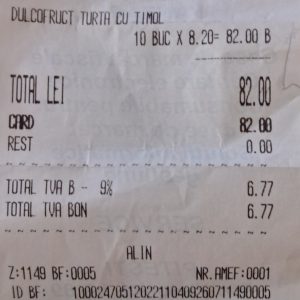 DULCOFRUCT TURTA CU TIMOL
10 BUC X 8.20= 82.00 B
TOTAL LEI 82.00
CARD 82.00
REST 0.00
TOTAL TVA B - 9% 6.77
TOTAL TVA BON 6.77
ALIN
Z:1149 BF:0005 NR.AMEF:0001
ID BF: 1000247051202211040926071149005